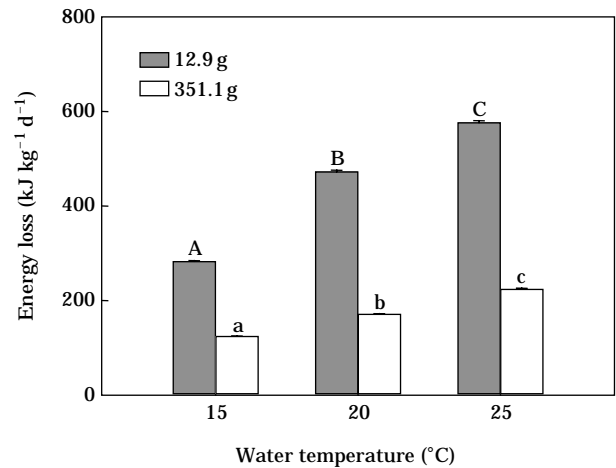 800
600
400
200
0
Energy loss (kJ kg⁻¹ d⁻¹)
12.9 g
351.1 g
A
a
B
b
C
c
15
20
25
Water temperature (°C)